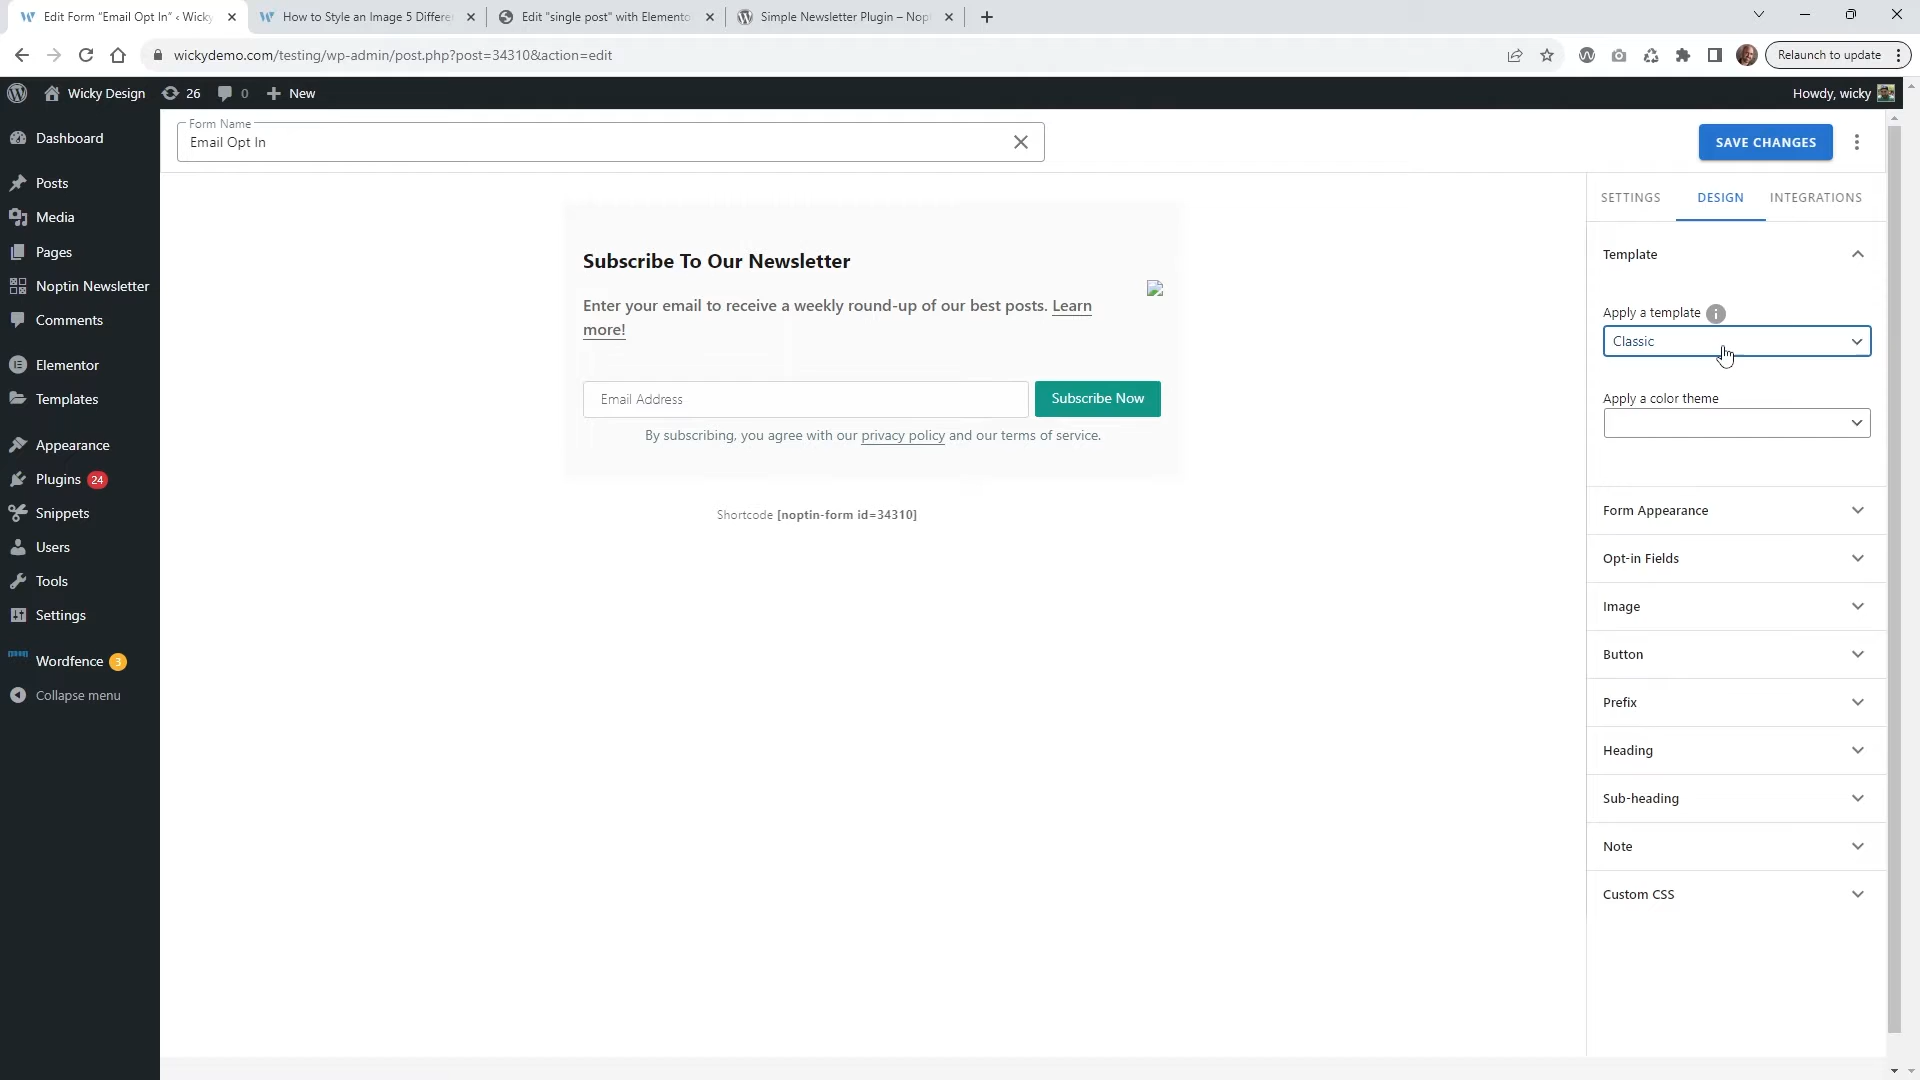 Edit Form "Email Opt In" ‹ Wicky
How to Style an Image 5 Differe
Edit "single post" with Elemento
Simple Newsletter Plugin – Nop
wickydemo.com/testing/wp-admin/post.php?post=34310&action=edit
Relaunch to update
Wicky Design
26
0
New
Howdy, wicky
Dashboard
Posts
Media
Pages
Noptin Newsletter
Comments
Elementor
Templates
Appearance
Plugins 24
Snippets
Users
Tools
Settings
Wordfence 3
Collapse menu
Form Name
Email Opt In
SAVE CHANGES
Subscribe To Our Newsletter
Enter your email to receive a weekly round-up of our best posts. Learn
more!
Email Address
Subscribe Now
By subscribing, you agree with our privacy policy and our terms of service.
Shortcode [noptin-form id=34310]
SETTINGS
DESIGN
INTEGRATIONS
Template
Apply a template
Classic
Apply a color theme
Form Appearance
Opt-in Fields
Image
Button
Prefix
Heading
Sub-heading
Note
Custom CSS